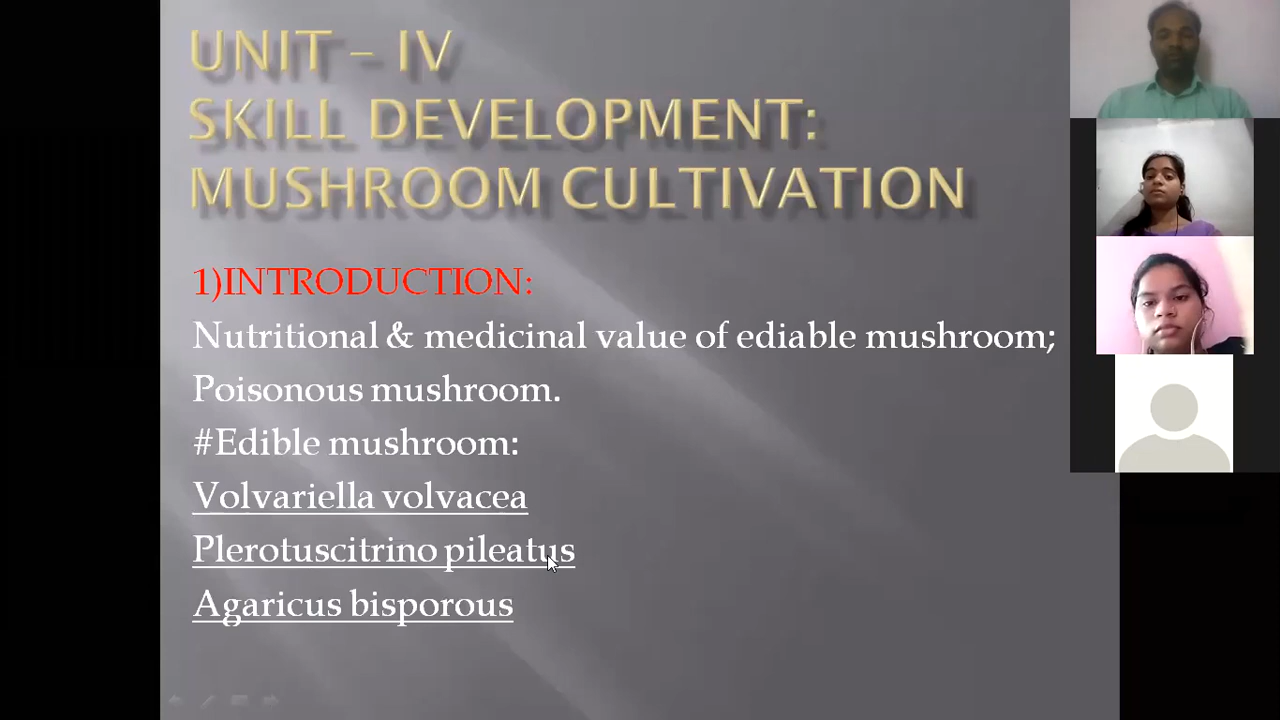 UNIT – IV
SKILL DEVELOPMENT:
MUSHROOM CULTIVATION
1)INTRODUCTION:
Nutritional & medicinal value of ediable mushroom;
Poisonous mushroom.
#Edible mushroom:
Volvariella volvacea
Plerotuscitrino pileatus
Agaricus bisporous